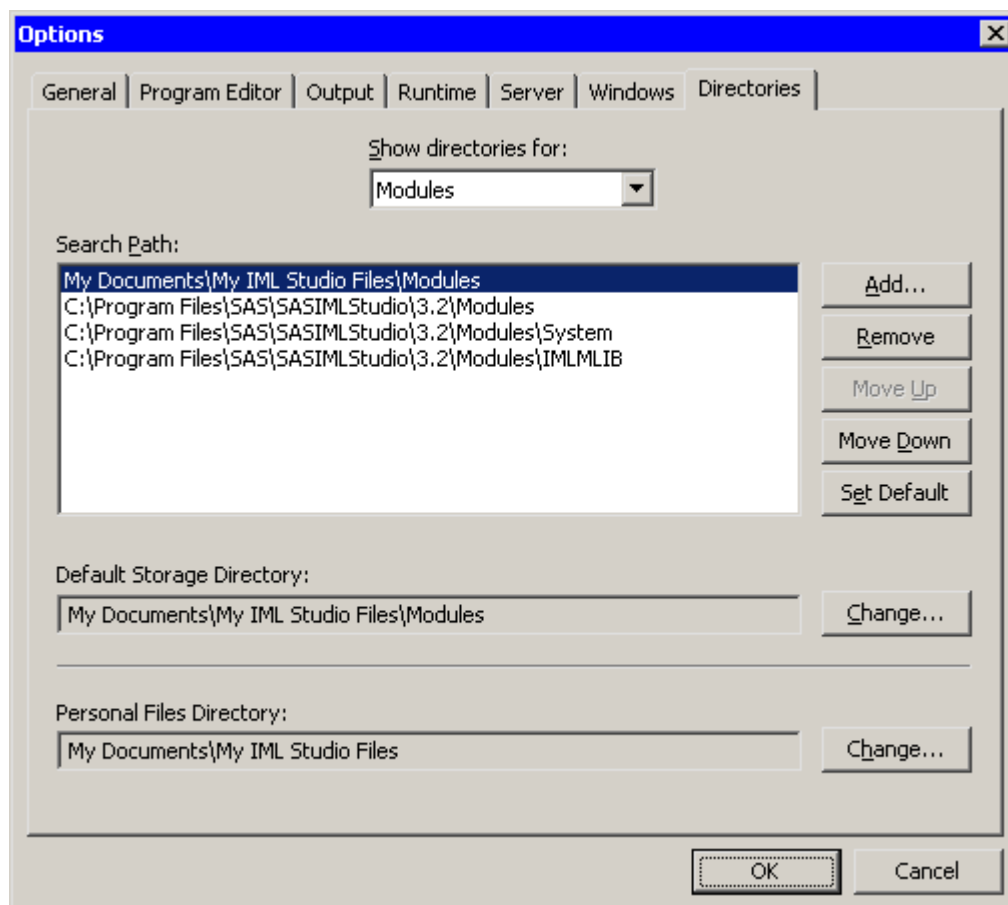 Options
General Program Editor Output Runtime Server Windows Directories
Show directories for:
Modules
Search Path:
My Documents\My IML Studio Files\Modules
C:\Program Files\SAS\SASIMLStudio\3.2\Modules
C:\Program Files\SAS\SASIMLStudio\3.2\Modules\System
C:\Program Files\SAS\SASIMLStudio\3.2\Modules\IMLMLIB
Add...
Remove
Move Up
Move Down
Set Default
Default Storage Directory:
My Documents\My IML Studio Files\Modules
Change...
Personal Files Directory:
My Documents\My IML Studio Files
Change...
OK Cancel